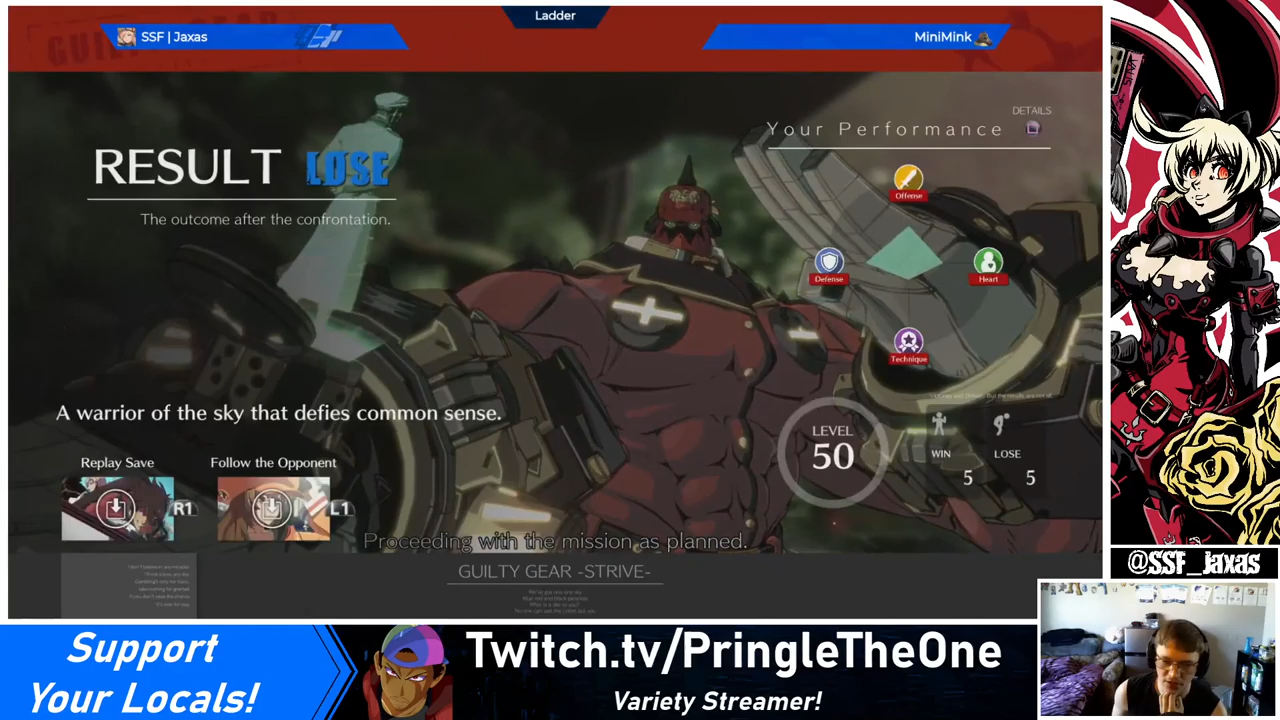 Ladder
SSF | Jaxas
MiniMink
RESULT LOSE
The outcome after the confrontation.
DETAILS
Your Performance
Offense
Defense
Heart
Technique
A warrior of the sky that defies common sense.
Replay Save
Follow the Opponent
R1
L1
LEVEL
50
WIN
LOSE
5
5
Proceeding with the mission as planned.
GUILTY GEAR -STRIVE-
@SSF_Jaxas
Support
Your Locals!
Twitch.tv/PringleTheOne
Variety Streamer!